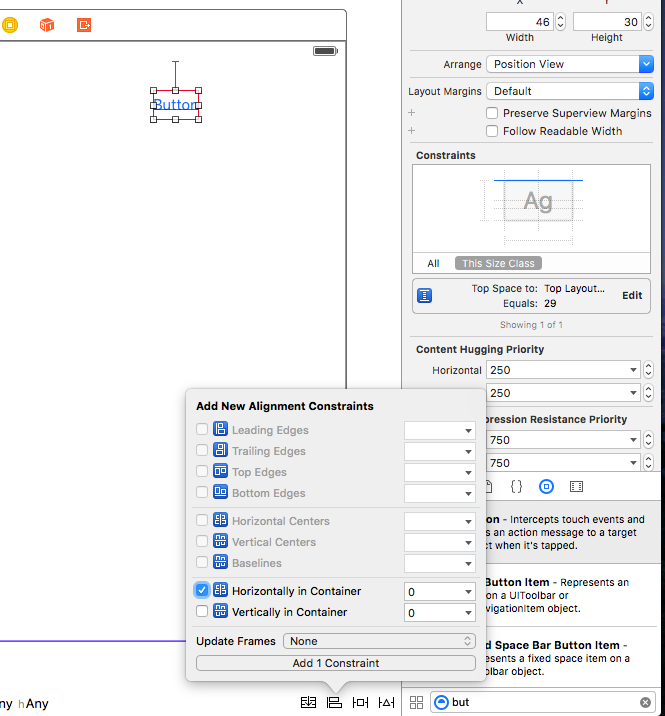 X Y
46 30
Width Height
Arrange Position View
Layout Margins Default
Preserve Superview Margins
Follow Readable Width
Constraints
Ag
All This Size Class
Top Space to: Top Layout...
Equals: 29
Edit
Showing 1 of 1
Content Hugging Priority
Horizontal 250
250
pression Resistance Priority
750
750
{ }
on - Intercepts touch events and
s an action message to a target
ct when it's tapped.
Button Item - Represents an
on a UIToolbar or
vigationItem object.
d Space Bar Button Item -
esents a fixed space item on a
lbar object.
but
Button
Add New Alignment Constraints
Leading Edges
Trailing Edges
Top Edges
Bottom Edges
Horizontal Centers
Vertical Centers
Baselines
Horizontally in Container 0
Vertically in Container 0
Update Frames None
Add 1 Constraint
ny hAny